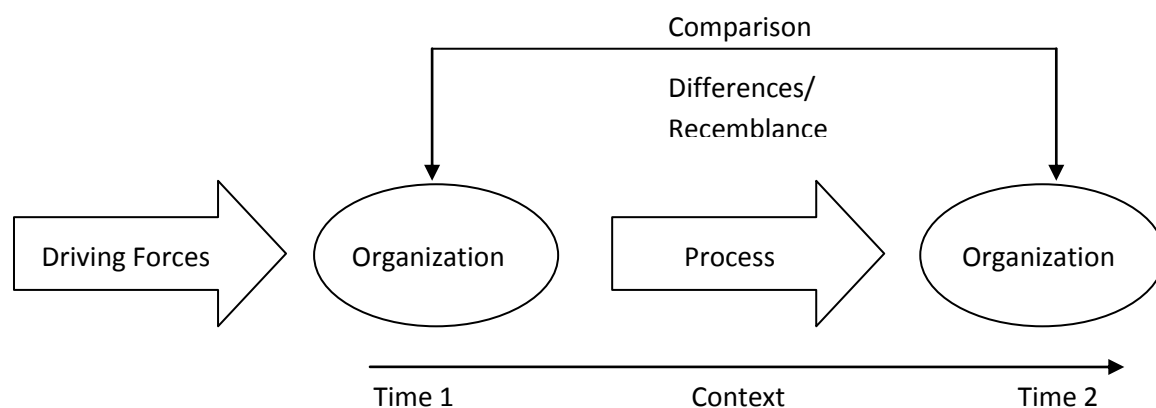 Comparison
Differences/
Recemblance
Driving Forces
Organization
Process
Organization
Time 1
Context
Time 2